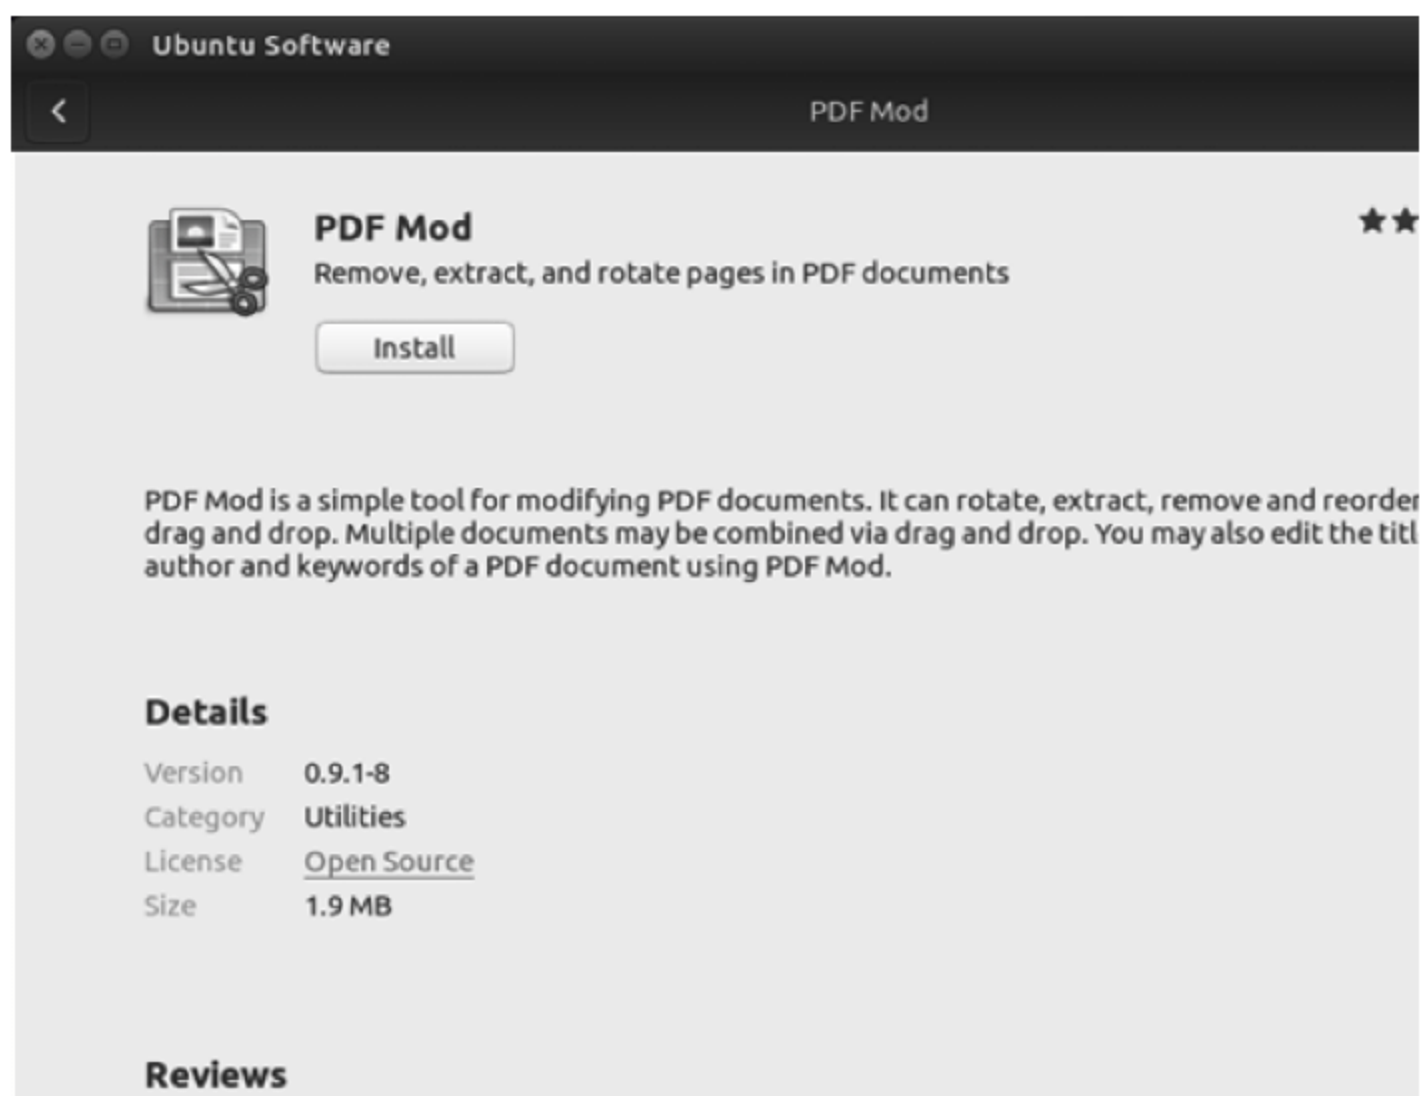 Ubuntu Software
PDF Mod
PDF Mod
Remove, extract, and rotate pages in PDF documents
Install
PDF Mod is a simple tool for modifying PDF documents. It can rotate, extract, remove and reorder
drag and drop. Multiple documents may be combined via drag and drop. You may also edit the titl
author and keywords of a PDF document using PDF Mod.
Details
Version 0.9.1-8
Category Utilities
License Open Source
Size 1.9 MB
Reviews